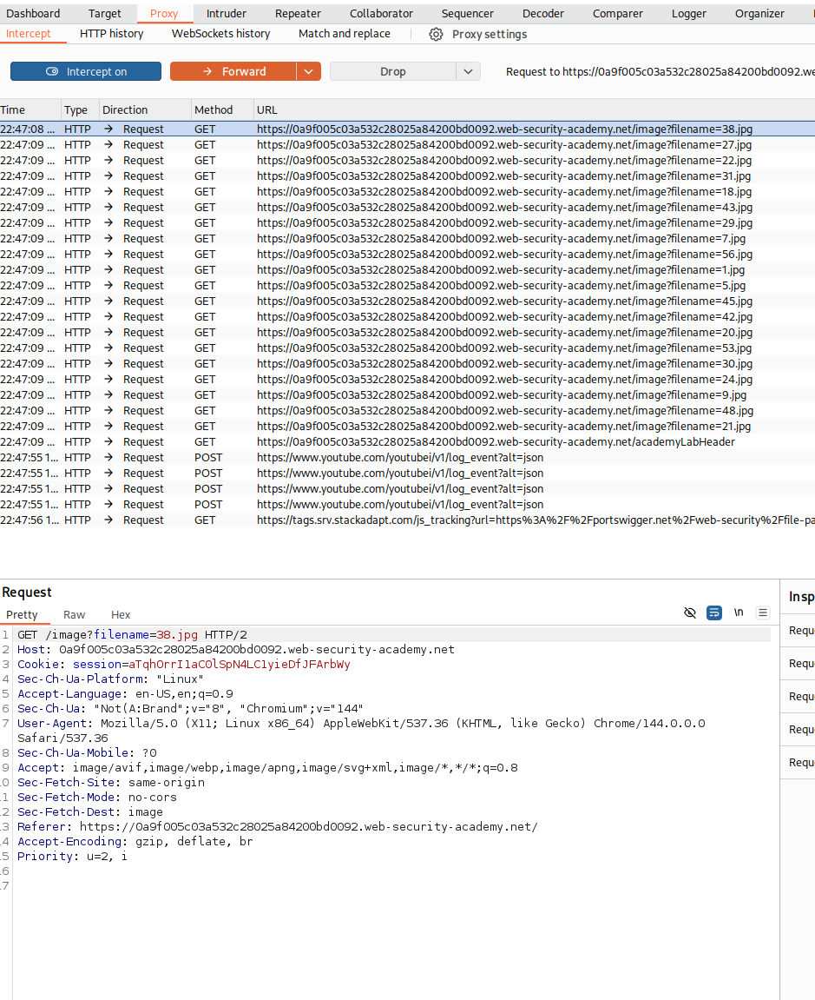 Dashboard Target Proxy Intruder Repeater Collaborator Sequencer Decoder Comparer Logger Organizer
Intercept HTTP history WebSockets history Match and replace Proxy settings
Intercept on Forward Drop Request to https://0a9f005c03a532c28025a84200bd0092.we
Time Type Direction Method URL
22:47:08 ... HTTP → Request GET https://0a9f005c03a532c28025a84200bd0092.web-security-academy.net/image?filename=38.jpg
22:47:09 ... HTTP → Request GET https://0a9f005c03a532c28025a84200bd0092.web-security-academy.net/image?filename=27.jpg
22:47:09 ... HTTP → Request GET https://0a9f005c03a532c28025a84200bd0092.web-security-academy.net/image?filename=22.jpg
22:47:09 ... HTTP → Request GET https://0a9f005c03a532c28025a84200bd0092.web-security-academy.net/image?filename=31.jpg
22:47:09 ... HTTP → Request GET https://0a9f005c03a532c28025a84200bd0092.web-security-academy.net/image?filename=18.jpg
22:47:09 ... HTTP → Request GET https://0a9f005c03a532c28025a84200bd0092.web-security-academy.net/image?filename=43.jpg
22:47:09 ... HTTP → Request GET https://0a9f005c03a532c28025a84200bd0092.web-security-academy.net/image?filename=29.jpg
22:47:09 ... HTTP → Request GET https://0a9f005c03a532c28025a84200bd0092.web-security-academy.net/image?filename=7.jpg
22:47:09 ... HTTP → Request GET https://0a9f005c03a532c28025a84200bd0092.web-security-academy.net/image?filename=56.jpg
22:47:09 ... HTTP → Request GET https://0a9f005c03a532c28025a84200bd0092.web-security-academy.net/image?filename=1.jpg
22:47:09 ... HTTP → Request GET https://0a9f005c03a532c28025a84200bd0092.web-security-academy.net/image?filename=5.jpg
22:47:09 ... HTTP → Request GET https://0a9f005c03a532c28025a84200bd0092.web-security-academy.net/image?filename=45.jpg
22:47:09 ... HTTP → Request GET https://0a9f005c03a532c28025a84200bd0092.web-security-academy.net/image?filename=42.jpg
22:47:09 ... HTTP → Request GET https://0a9f005c03a532c28025a84200bd0092.web-security-academy.net/image?filename=20.jpg
22:47:09 ... HTTP → Request GET https://0a9f005c03a532c28025a84200bd0092.web-security-academy.net/image?filename=53.jpg
22:47:09 ... HTTP → Request GET https://0a9f005c03a532c28025a84200bd0092.web-security-academy.net/image?filename=30.jpg
22:47:09 ... HTTP → Request GET https://0a9f005c03a532c28025a84200bd0092.web-security-academy.net/image?filename=24.jpg
22:47:09 ... HTTP → Request GET https://0a9f005c03a532c28025a84200bd0092.web-security-academy.net/image?filename=9.jpg
22:47:09 ... HTTP → Request GET https://0a9f005c03a532c28025a84200bd0092.web-security-academy.net/image?filename=48.jpg
22:47:09 ... HTTP → Request GET https://0a9f005c03a532c28025a84200bd0092.web-security-academy.net/image?filename=21.jpg
22:47:09 ... HTTP → Request GET https://0a9f005c03a532c28025a84200bd0092.web-security-academy.net/academyLabHeader
22:47:55 1... HTTP → Request POST https://www.youtube.com/youtubei/v1/log_event?alt=json
22:47:55 1... HTTP → Request POST https://www.youtube.com/youtubei/v1/log_event?alt=json
22:47:55 1... HTTP → Request POST https://www.youtube.com/youtubei/v1/log_event?alt=json
22:47:55 1... HTTP → Request POST https://www.youtube.com/youtubei/v1/log_event?alt=json
22:47:56 1... HTTP → Request GET https://tags.srv.stackadapt.com/js_tracking?url=https%3A%2F%2Fportswigger.net%2Fweb-security%2Ffile-pa
Request Insp
Pretty Raw Hex \n
1 GET /image?filename=38.jpg HTTP/2
2 Host: 0a9f005c03a532c28025a84200bd0092.web-security-academy.net
3 Cookie: session=aTqhOrrI1aC0lSpN4LC1yieDfJFArbWy
4 Sec-Ch-Ua-Platform: "Linux"
5 Accept-Language: en-US,en;q=0.9
6 Sec-Ch-Ua: "Not(A:Brand";v="8", "Chromium";v="144"
7 User-Agent: Mozilla/5.0 (X11; Linux x86_64) AppleWebKit/537.36 (KHTML, like Gecko) Chrome/144.0.0.0
Safari/537.36
8 Sec-Ch-Ua-Mobile: ?0
9 Accept: image/avif,image/webp,image/apng,image/svg+xml,image/*,*/*;q=0.8
.0 Sec-Fetch-Site: same-origin
.1 Sec-Fetch-Mode: no-cors
.2 Sec-Fetch-Dest: image
.3 Referer: https://0a9f005c03a532c28025a84200bd0092.web-security-academy.net/
.4 Accept-Encoding: gzip, deflate, br
.5 Priority: u=2, i
.6
.7
Reque
Reque
Reque
Reque
Reque